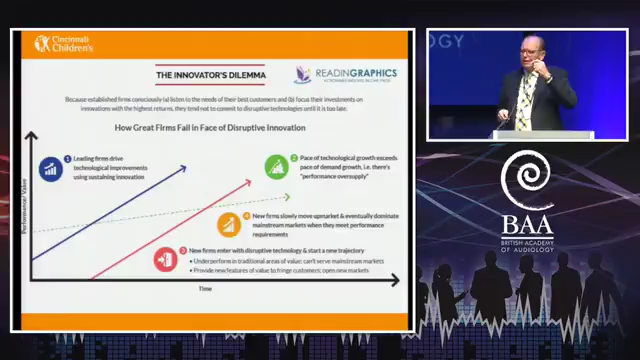 Cincinnati
Children's
THE INNOVATOR'S DILEMMA
READINGRAPHICS
Because established firms consciously (a) listen to the needs of their best customers and (b) focus their investments on
innovations with the highest returns, they tend not to commit to disruptive technologies until it is too late.
How Great Firms Fail in Face of Disruptive Innovation
1 Leading firms drive
technological improvements
using sustaining innovation
2 Pace of technological growth exceeds
pace of demand growth, i.e. there's
"performance oversupply"
4 New firms slowly move upmarket & eventually dominate
mainstream markets when they meet performance
requirements
3 New firms enter with disruptive technology & start a new trajectory
• Underperform in traditional areas of value: can't serve mainstream markets
• Provide new features of value to fringe customers: open new markets
Performance/ Value
Time
OLOGY
BAA
BRITISH ACADEMY
OF AUDIOLOGY